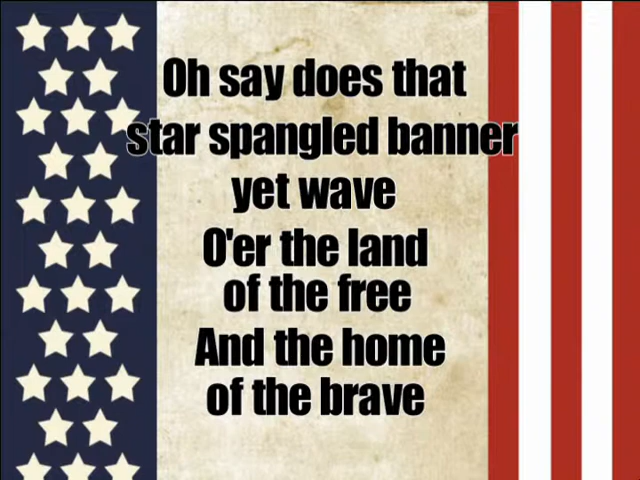 Oh say does that
star spangled banner
yet wave
O'er the land
of the free
And the home
of the brave